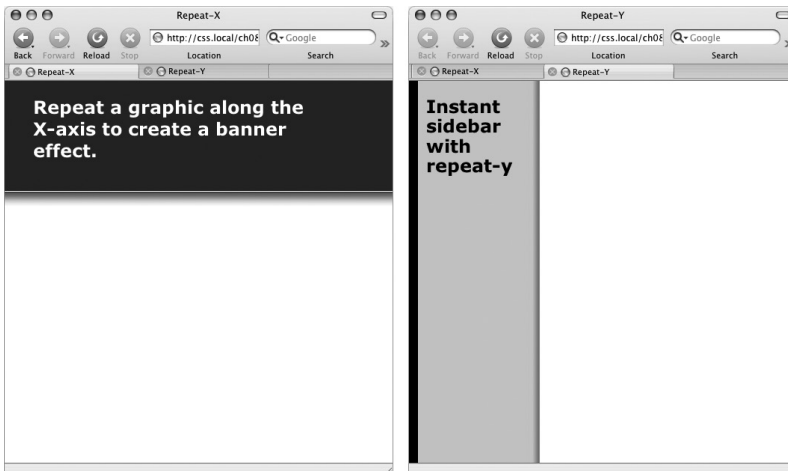 Repeat-X
http://css.local/ch08
Google
Back Forward Reload Stop Location Search
Repeat-X Repeat-Y
Repeat a graphic along the
X-axis to create a banner
effect.
Repeat-Y
http://css.local/ch08
Google
Back Forward Reload Stop Location Search
Repeat-X Repeat-Y
Instant
sidebar
with
repeat-y